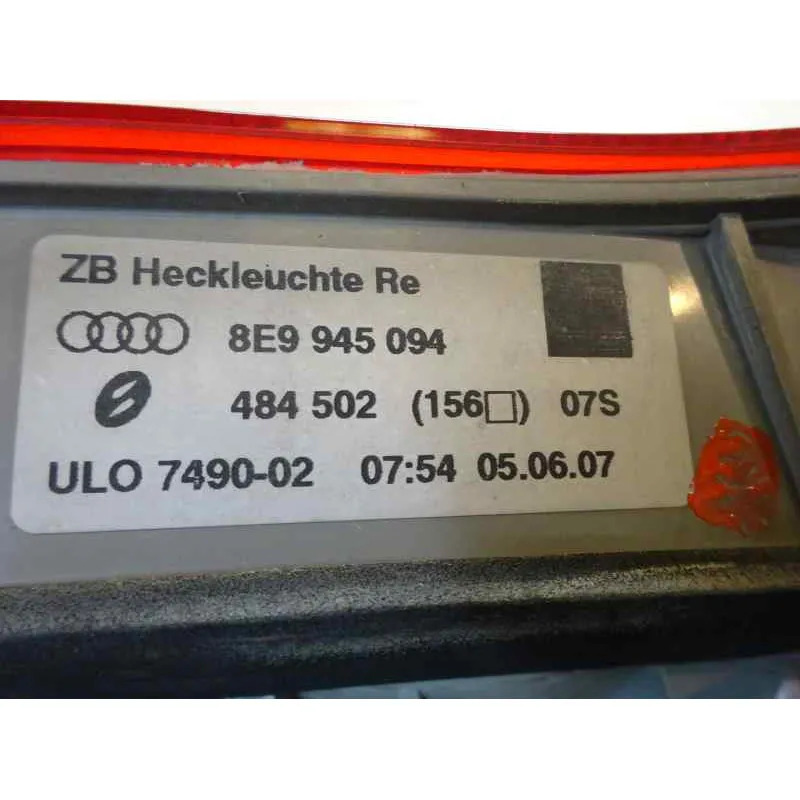 ZB Heckleuchte Re
8E9 945 094
484 502 (156□) 07S
ULO 7490-02 07:54 05.06.07